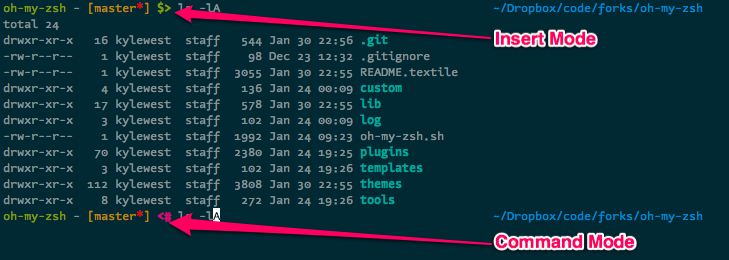 oh-my-zsh - [master*] $> ls -lA ~/Dropbox/code/forks/oh-my-zsh
total 24
Insert Mode
drwxr-xr-x 16 kylewest staff 544 Jan 30 22:56 .git
-rw-r--r-- 1 kylewest staff 98 Dec 23 12:32 .gitignore
-rw-r--r-- 1 kylewest staff 3055 Jan 30 22:55 README.textile
drwxr-xr-x 4 kylewest staff 136 Jan 24 00:09 custom
drwxr-xr-x 17 kylewest staff 578 Jan 30 22:55 lib
drwxr-xr-x 3 kylewest staff 102 Jan 24 00:09 log
-rw-r--r-- 1 kylewest staff 1992 Jan 24 09:23 oh-my-zsh.sh
drwxr-xr-x 70 kylewest staff 2380 Jan 24 19:25 plugins
drwxr-xr-x 3 kylewest staff 102 Jan 24 19:26 templates
drwxr-xr-x 112 kylewest staff 3808 Jan 30 22:55 themes
drwxr-xr-x 8 kylewest staff 272 Jan 24 19:26 tools
oh-my-zsh - [master*] <# ls -lA ~/Dropbox/code/forks/oh-my-zsh
Command Mode